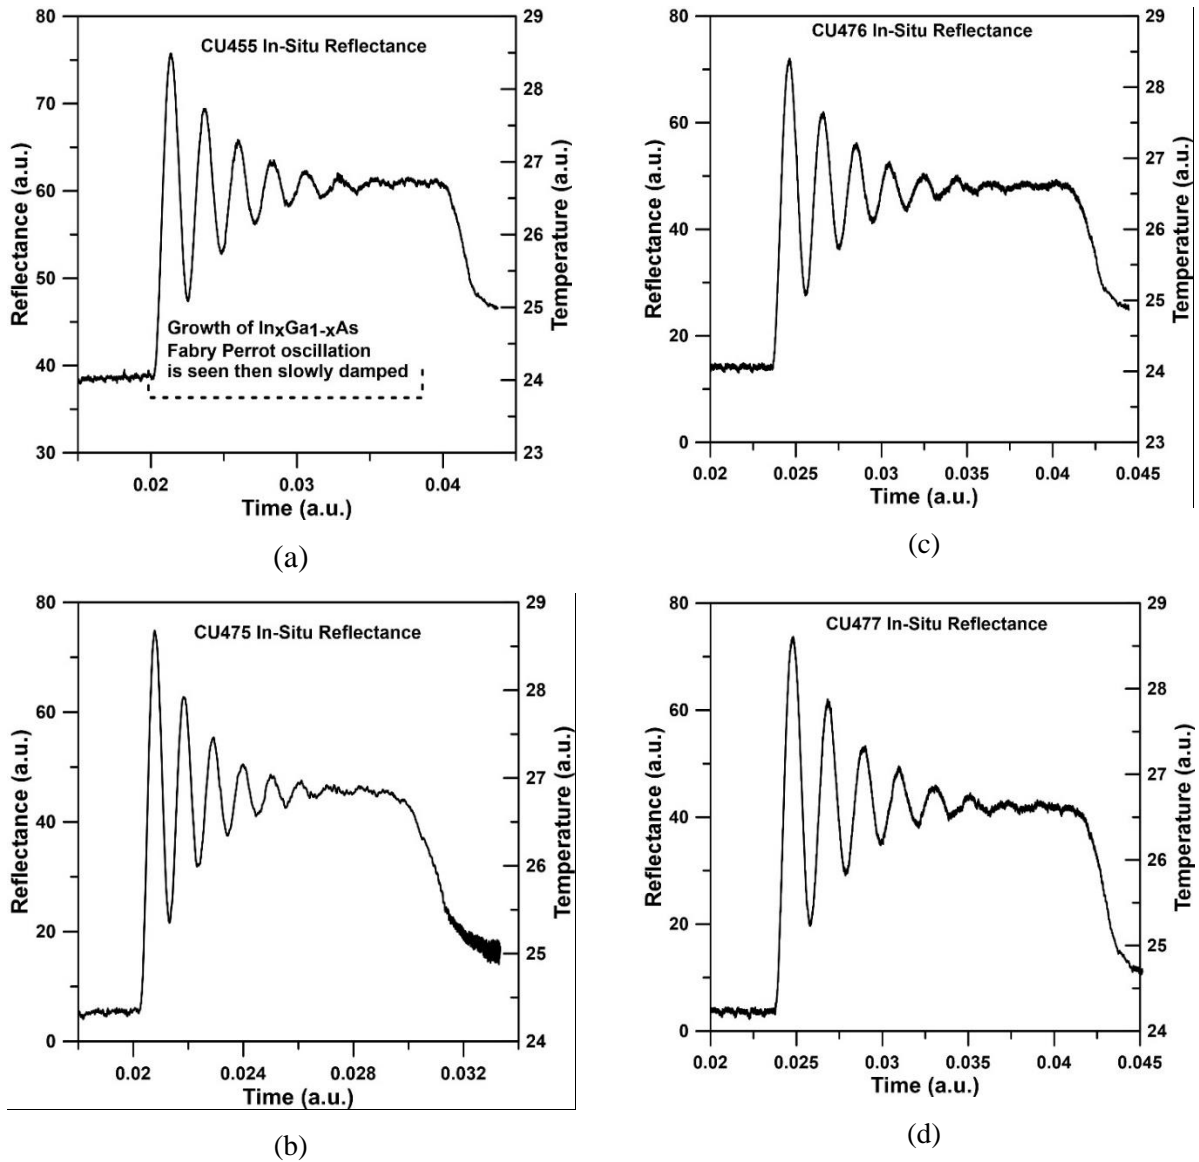 CU455 In-Situ Reflectance
80
70
60
50
40
30
Reflectance (a.u.)
29
28
27
26
25
24
23
Temperature (a.u.)
Growth of InxGa1-xAs
Fabry Perrot oscillation
is seen then slowly damped
0.02 0.03 0.04
Time (a.u.)
(a)
CU476 In-Situ Reflectance
80
60
40
20
0
Reflectance (a.u.)
29
28
27
26
25
24
23
Temperature (a.u.)
0.02 0.025 0.03 0.035 0.04 0.045
Time (a.u.)
(c)
CU475 In-Situ Reflectance
80
60
40
20
0
Reflectance (a.u.)
29
28
27
26
25
24
Temperature (a.u.)
0.02 0.024 0.028 0.032
Time (a.u.)
(b)
CU477 In-Situ Reflectance
80
60
40
20
0
Reflectance (a.u.)
29
28
27
26
25
24
Temperature (a.u.)
0.02 0.025 0.03 0.035 0.04 0.045
Time (a.u.)
(d)